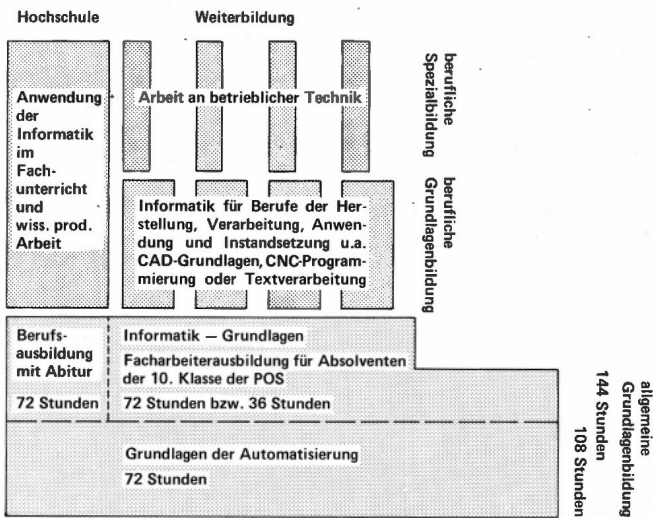 Hochschule
Weiterbildung
Anwendung
der
Informatik
im
Fach-
unterricht
und
wiss. prod.
Arbeit
Arbeit an betrieblicher Technik
berufliche
Spezialbildung
Informatik für Berufe der Her-
stellung, Verarbeitung, Anwen-
dung und Instandsetzung u.a.
CAD-Grundlagen, CNC-Program-
mierung oder Textverarbeitung
berufliche
Grundlagenbildung
Berufs-
ausbildung
mit Abitur
72 Stunden
Informatik — Grundlagen
Facharbeiterausbildung für Absolventen
der 10. Klasse der POS
72 Stunden bzw. 36 Stunden
Grundlagen der Automatisierung
72 Stunden
allgemeine
Grundlagenbildung
144 Stunden
108 Stunden